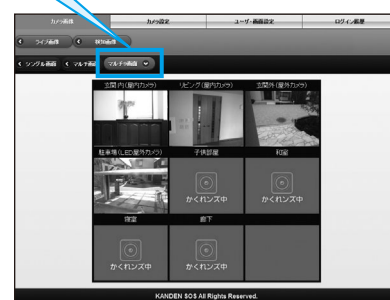 カメラ画像 カメラ設定 ユーザ・画面設定 ログイン履歴
ライブ画像 録画画像
シングル画面 マルチ画面 マルチ9画面
玄関内(屋内カメラ) リビング(屋内カメラ) 玄関外(屋外カメラ)
駐車場(LED屋外カメラ) 子供部屋 和室
かくれンズ中 かくれンズ中
寝室 廊下
かくれンズ中 かくれンズ中
KANDEN SOS All Rights Reserved.